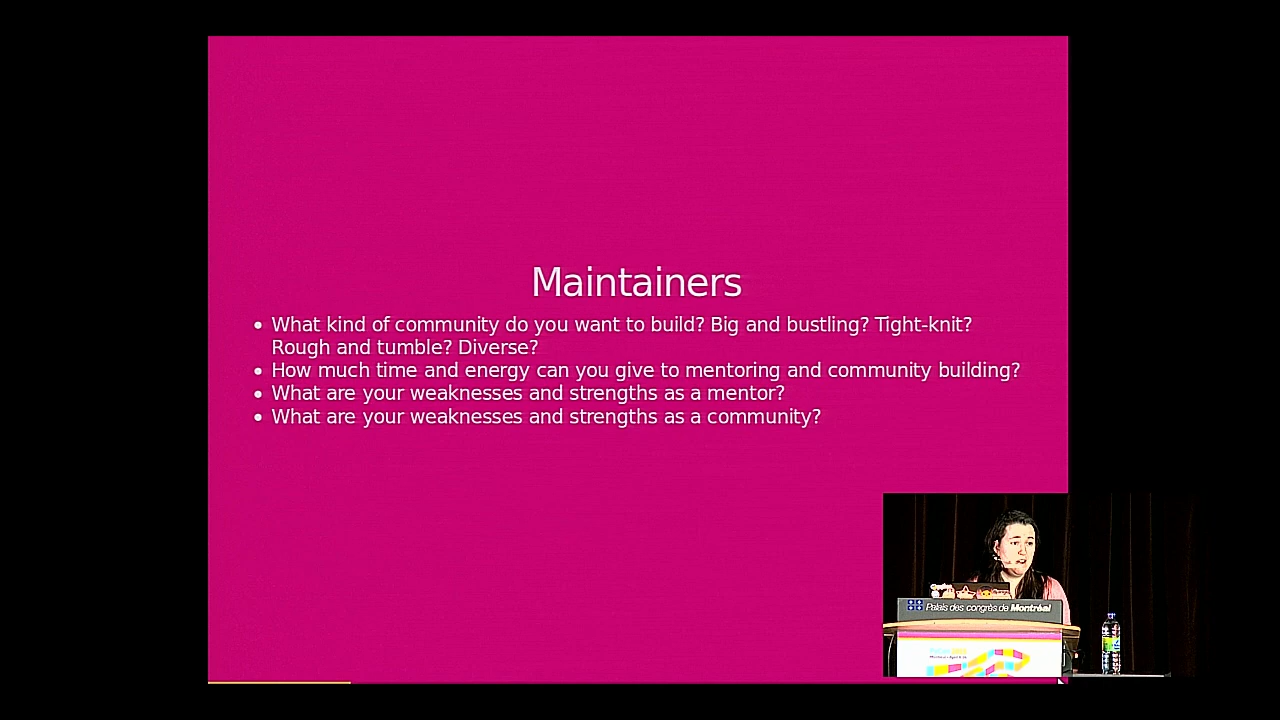 Maintainers
What kind of community do you want to build? Big and bustling? Tight-knit?
Rough and tumble? Diverse?
How much time and energy can you give to mentoring and community building?
What are your weaknesses and strengths as a mentor?
What are your weaknesses and strengths as a community?
Palais des congrès de Montréal